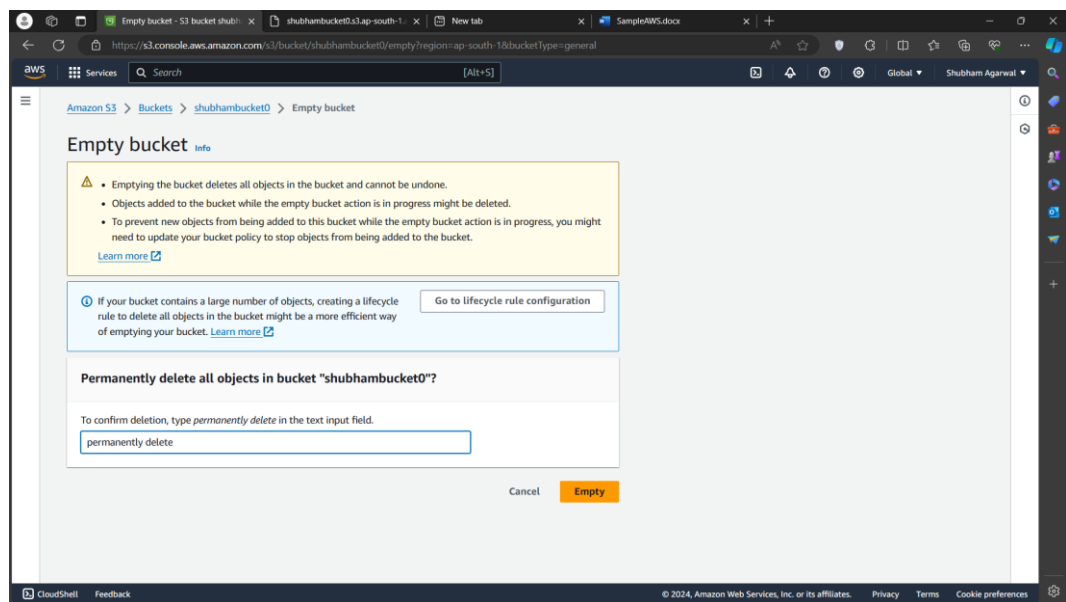 Empty bucket - S3 bucket shubh
shubhambucket0.s3.ap-south-1.
New tab
SampleAWS.docx
https://s3.console.aws.amazon.com/s3/bucket/shubhambucket0/empty?region=ap-south-1&bucketType=general
aws
Services
Search
[Alt+S]
Global
Shubham Agarwal
Amazon S3 > Buckets > shubhambucket0 > Empty bucket
Empty bucket Info
• Emptying the bucket deletes all objects in the bucket and cannot be undone.
• Objects added to the bucket while the empty bucket action is in progress might be deleted.
• To prevent new objects from being added to this bucket while the empty bucket action is in progress, you might
need to update your bucket policy to stop objects from being added to the bucket.
Learn more
If your bucket contains a large number of objects, creating a lifecycle
rule to delete all objects in the bucket might be a more efficient way
of emptying your bucket. Learn more
Go to lifecycle rule configuration
Permanently delete all objects in bucket "shubhambucket0"?
To confirm deletion, type permanently delete in the text input field.
permanently delete
Cancel
Empty
CloudShell
Feedback
© 2024, Amazon Web Services, Inc. or its affiliates.
Privacy
Terms
Cookie preferences